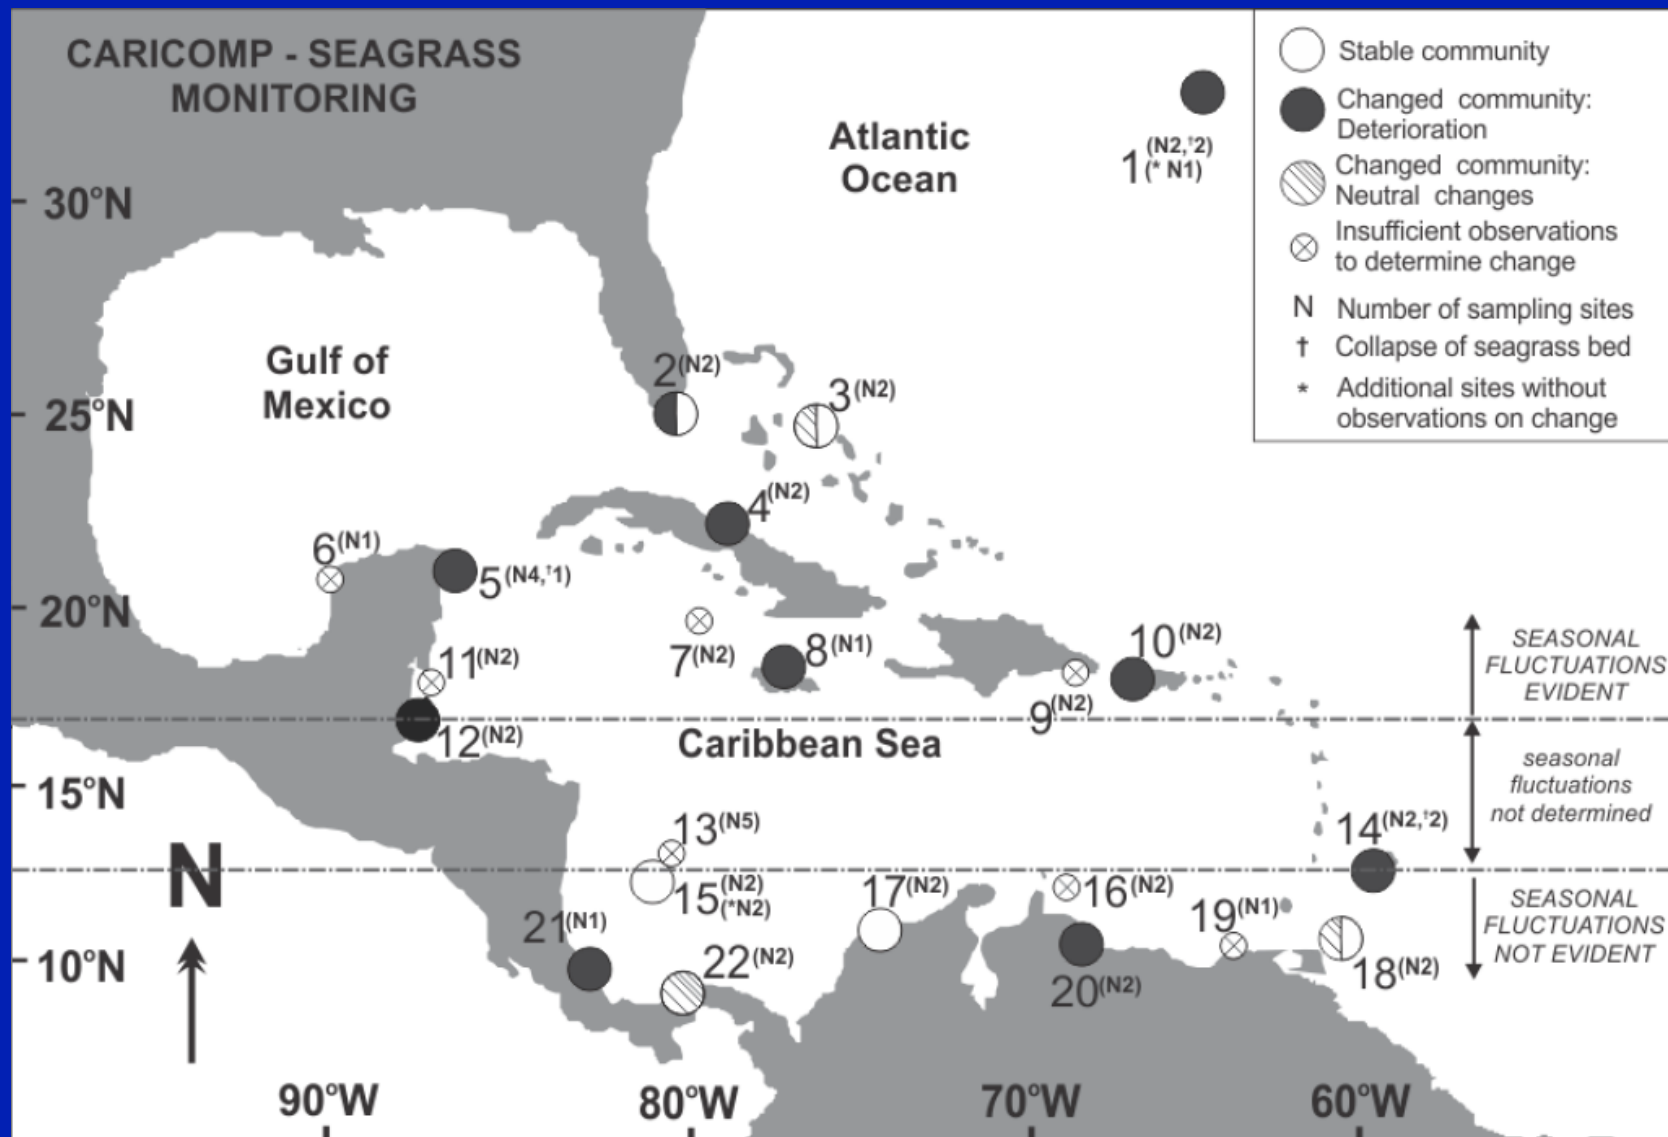 CARICOMP - SEAGRASS
MONITORING
Atlantic
Ocean
Gulf of
Mexico
Caribbean Sea
30°N
25°N
20°N
15°N
10°N
90°W
80°W
70°W
60°W
N
1(N2,†2)
(* N1)
2(N2)
3(N2)
4(N2)
5(N4,†1)
6(N1)
7(N2)
8(N1)
9(N2)
10(N2)
11(N2)
12(N2)
13(N5)
14(N2,†2)
15(N2)
(*N2)
16(N2)
17(N2)
18(N2)
19(N1)
20(N2)
21(N1)
22(N2)
Stable community
Changed community:
Deterioration
Changed community:
Neutral changes
Insufficient observations
to determine change
N Number of sampling sites
† Collapse of seagrass bed
* Additional sites without
observations on change
SEASONAL
FLUCTUATIONS
EVIDENT
seasonal
fluctuations
not determined
SEASONAL
FLUCTUATIONS
NOT EVIDENT